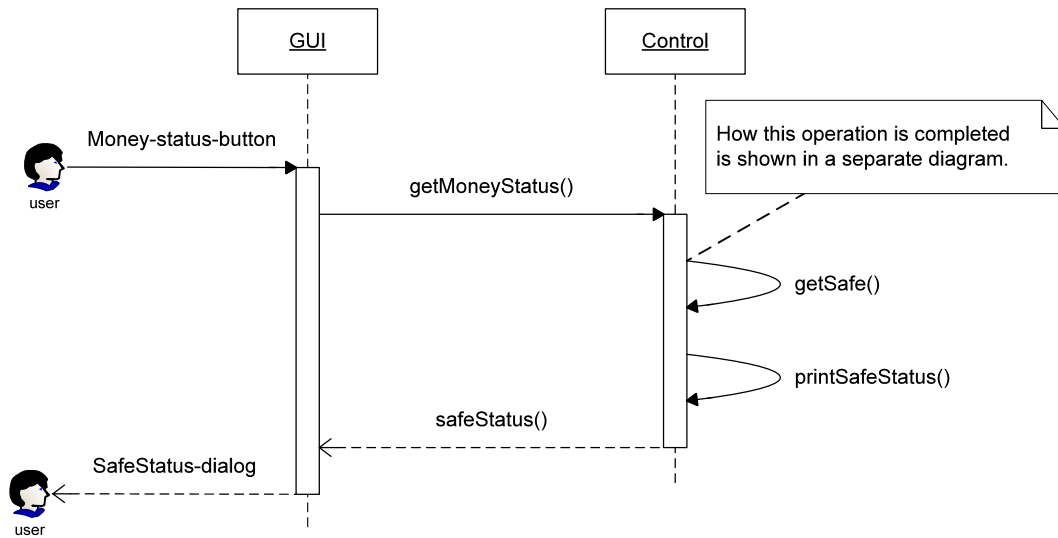 GUI
Control
Money-status-button
How this operation is completed
is shown in a separate diagram.
user
getMoneyStatus()
getSafe()
printSafeStatus()
safeStatus()
SafeStatus-dialog
user